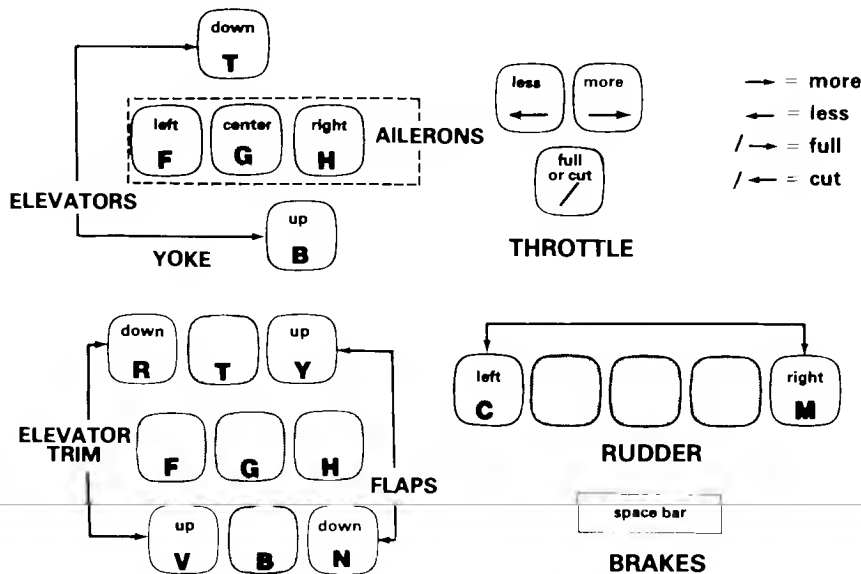 down
T
left
F
center
G
right
H
AILERONS
ELEVATORS
up
B
YOKE
less
←
more
→
full
or cut
/
THROTTLE
→ = more
← = less
/ → = full
/ ← = cut
down
R
T
up
Y
ELEVATOR
TRIM
F
G
H
FLAPS
up
V
B
down
N
left
C
right
M
RUDDER
space bar
BRAKES